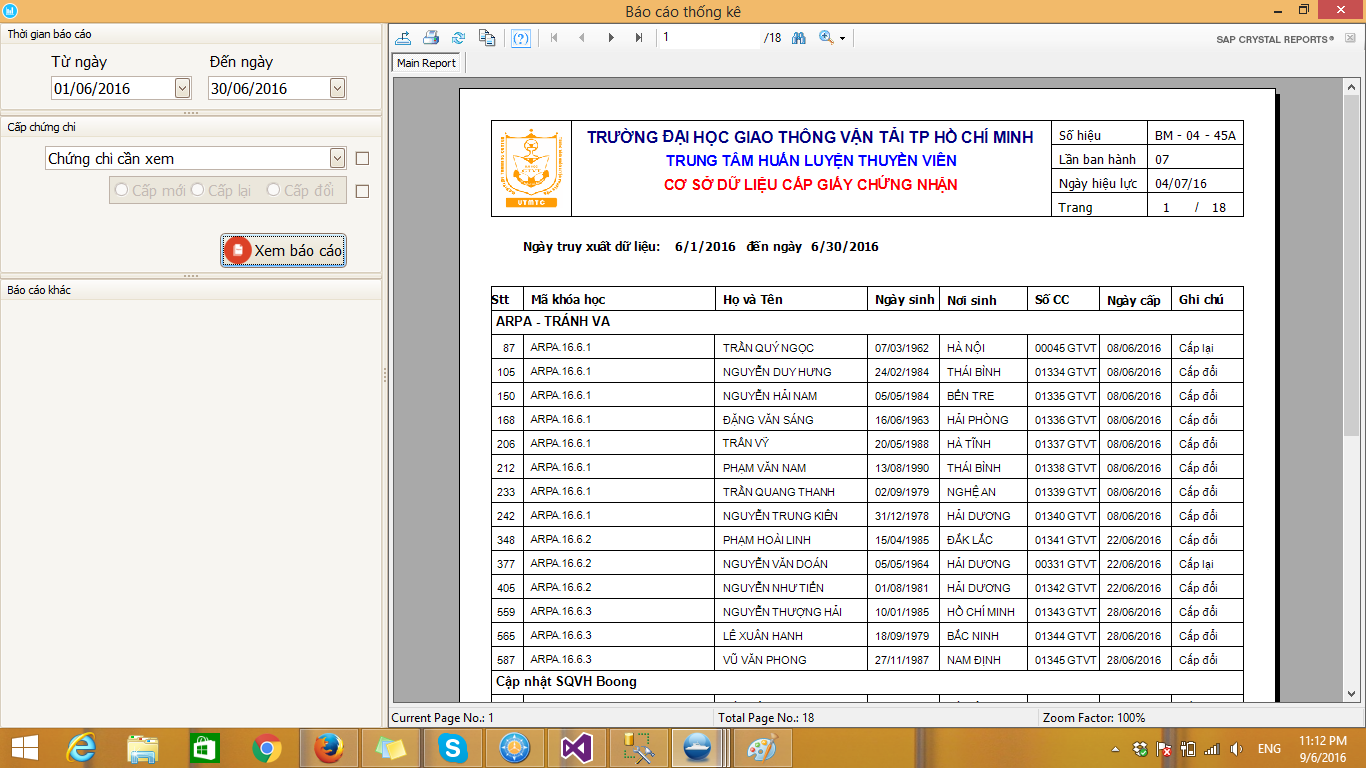 Báo cáo thống kê
Thời gian báo cáo
Từ ngày Đến ngày
01/06/2016 30/06/2016
Cấp chứng chỉ
Chứng chỉ cần xem
Cấp mới Cấp lại Cấp đổi
Xem báo cáo
Báo cáo khác
1 /18
SAP CRYSTAL REPORTS®
Main Report
TRƯỜNG ĐẠI HỌC GIAO THÔNG VẬN TẢI TP HỒ CHÍ MINH
TRUNG TÂM HUẤN LUYỆN THUYỀN VIÊN
CƠ SỞ DỮ LIỆU CẤP GIẤY CHỨNG NHẬN
UTMTC
Số hiệu BM - 04 - 45A
Lần ban hành 07
Ngày hiệu lực 04/07/16
Trang 1 / 18
Ngày truy xuất dữ liệu: 6/1/2016 đến ngày 6/30/2016
Stt Mã khóa học Họ và Tên Ngày sinh Nơi sinh Số CC Ngày cấp Ghi chú
ARPA - TRÁNH VA
87 ARPA.16.6.1 TRẦN QUÝ NGỌC 07/03/1962 HÀ NỘI 00045 GTVT 08/06/2016 Cấp lại
105 ARPA.16.6.1 NGUYỄN DUY HƯNG 24/02/1984 THÁI BÌNH 01334 GTVT 08/06/2016 Cấp đổi
150 ARPA.16.6.1 NGUYỄN HẢI NAM 05/05/1984 BẾN TRE 01335 GTVT 08/06/2016 Cấp đổi
168 ARPA.16.6.1 ĐẶNG VĂN SÁNG 16/06/1963 HẢI PHÒNG 01336 GTVT 08/06/2016 Cấp đổi
206 ARPA.16.6.1 TRẦN VỸ 20/05/1988 HÀ TĨNH 01337 GTVT 08/06/2016 Cấp đổi
212 ARPA.16.6.1 PHẠM VĂN NAM 13/08/1990 THÁI BÌNH 01338 GTVT 08/06/2016 Cấp đổi
233 ARPA.16.6.1 TRẦN QUANG THANH 02/09/1979 NGHỆ AN 01339 GTVT 08/06/2016 Cấp đổi
242 ARPA.16.6.1 NGUYỄN TRUNG KIÊN 31/12/1978 HẢI DƯƠNG 01340 GTVT 08/06/2016 Cấp đổi
348 ARPA.16.6.2 PHẠM HOÀI LINH 15/04/1985 ĐẮK LẮC 01341 GTVT 22/06/2016 Cấp đổi
377 ARPA.16.6.2 NGUYỄN VĂN DOÁN 05/05/1964 HẢI DƯƠNG 00331 GTVT 22/06/2016 Cấp lại
405 ARPA.16.6.2 NGUYỄN NHƯ TIẾN 01/08/1981 HẢI DƯƠNG 01342 GTVT 22/06/2016 Cấp đổi
559 ARPA.16.6.3 NGUYỄN THƯỢNG HẢI 10/01/1985 HỒ CHÍ MINH 01343 GTVT 28/06/2016 Cấp đổi
565 ARPA.16.6.3 LÊ XUÂN HANH 18/09/1979 BẮC NINH 01344 GTVT 28/06/2016 Cấp đổi
587 ARPA.16.6.3 VŨ VĂN PHONG 27/11/1987 NAM ĐỊNH 01345 GTVT 28/06/2016 Cấp đổi
Cập nhật SQVH Boong
Current Page No.: 1 Total Page No.: 18 Zoom Factor: 100%
ENG
11:12 PM
9/6/2016